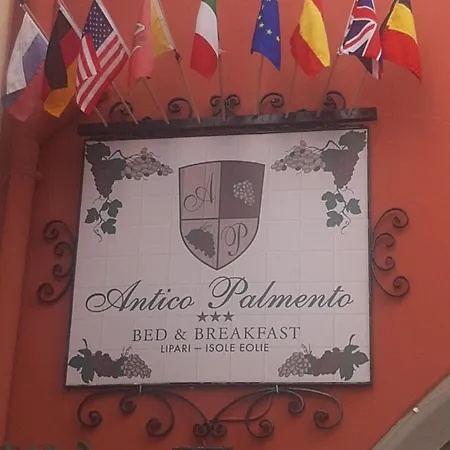 A
P
Antico Palmento
★★★
BED & BREAKFAST
LIPARI – ISOLE EOLIE